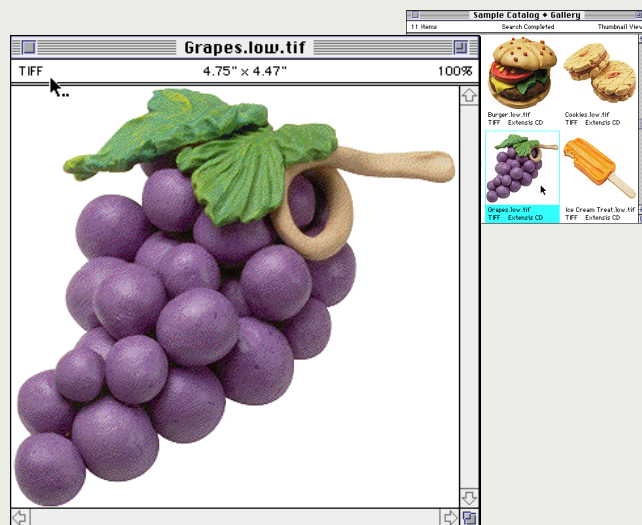 Sample Catalog ♦ Gallery
11 items Search Completed Thumbnail View
Grapes.low.tif
TIFF 4.75" x 4.47" 100%
Burger.low.tif
TIFF Extensis CD
Cookies.low.tif
TIFF Extensis CD
Grapes.low.tif
TIFF Extensis CD
Ice Cream Treat.low.tif
TIFF Extensis CD